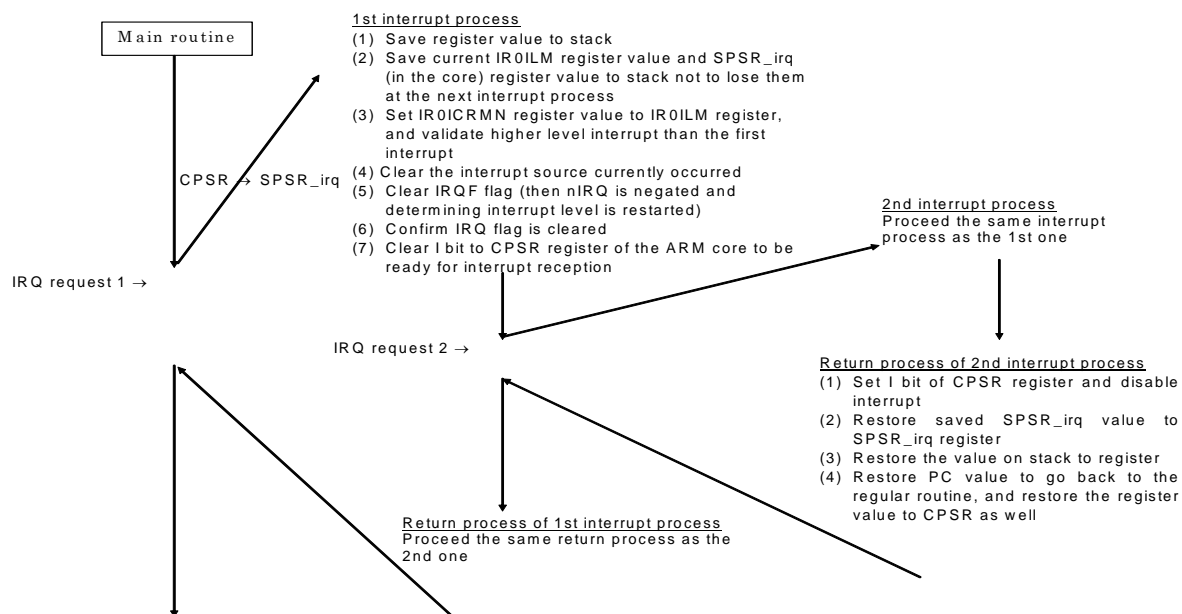 Main routine
CPSR → SPSR_irq
IRQ request 1 →
1st interrupt process
(1) Save register value to stack
(2) Save current IR0ILM register value and SPSR_irq
(in the core) register value to stack not to lose them
at the next interrupt process
(3) Set IR0ICRMN register value to IR0ILM register,
and validate higher level interrupt than the first
interrupt
(4) Clear the interrupt source currently occurred
(5) Clear IRQF flag (then nIRQ is negated and
determining interrupt level is restarted)
(6) Confirm IRQ flag is cleared
(7) Clear I bit to CPSR register of the ARM core to be
ready for interrupt reception
IRQ request 2 →
2nd interrupt process
Proceed the same interrupt
process as the 1st one
Return process of 2nd interrupt process
(1) Set I bit of CPSR register and disable
interrupt
(2) Restore saved SPSR_irq value to
SPSR_irq register
(3) Restore the value on stack to register
(4) Restore PC value to go back to the
regular routine, and restore the register
value to CPSR as well
Return process of 1st interrupt process
Proceed the same return process as the
2nd one